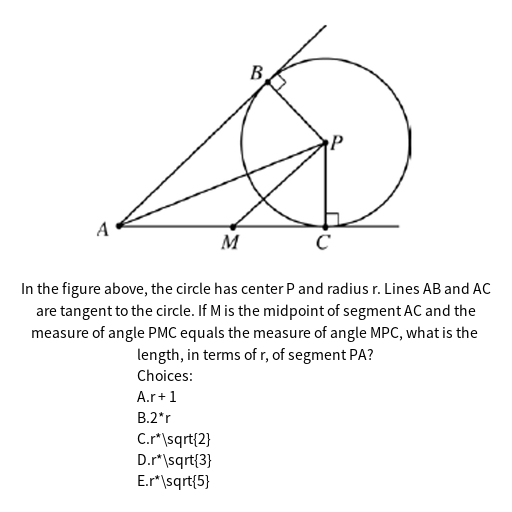 B
P
A
M
C
In the figure above, the circle has center P and radius r. Lines AB and AC
are tangent to the circle. If M is the midpoint of segment AC and the
measure of angle PMC equals the measure of angle MPC, what is the
length, in terms of r, of segment PA?
Choices:
A.r + 1
B.2*r
C.r*\sqrt{2}
D.r*\sqrt{3}
E.r*\sqrt{5}